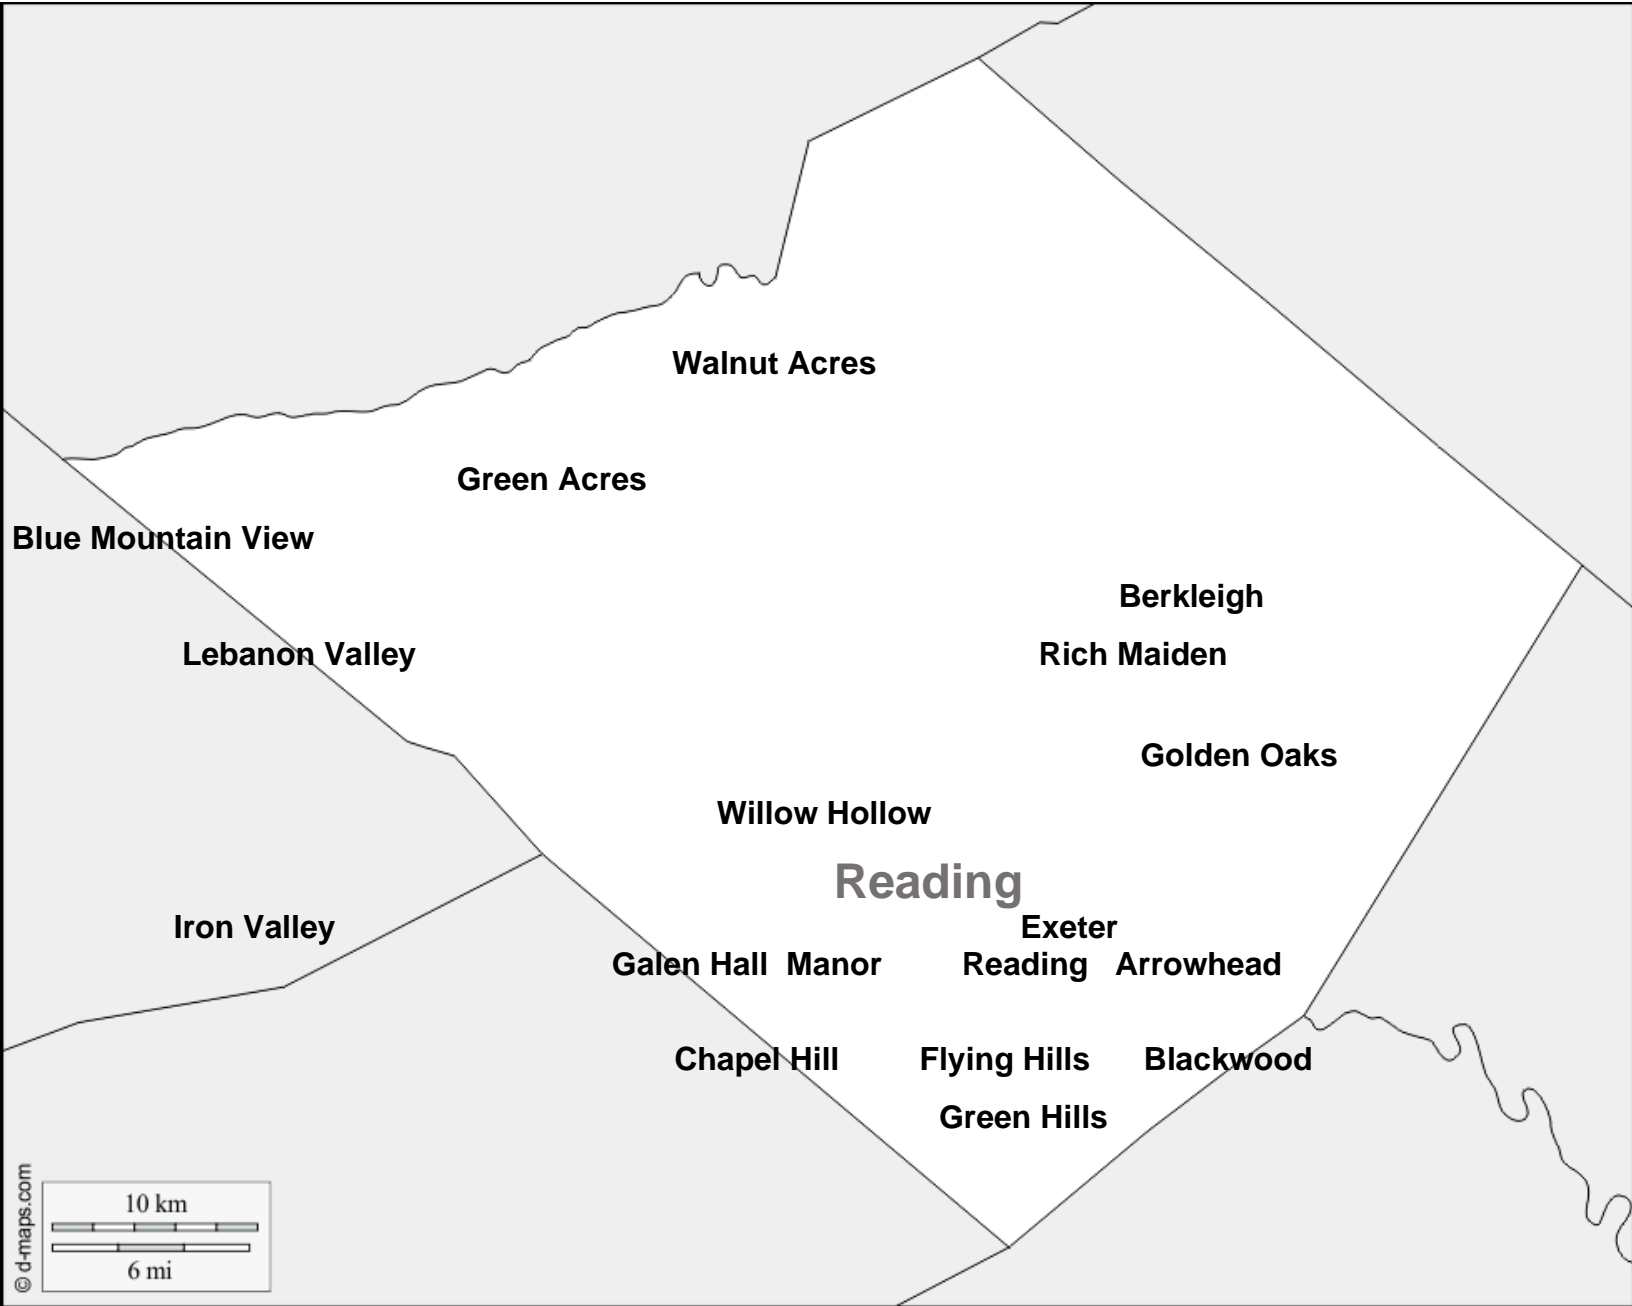 Walnut Acres
Green Acres
Blue Mountain View
Berkleigh
Lebanon Valley
Rich Maiden
Golden Oaks
Willow Hollow
Reading
Iron Valley
Exeter
Galen Hall Manor Reading Arrowhead
Chapel Hill Flying Hills Blackwood
Green Hills
© d-maps.com
10 km
6 mi